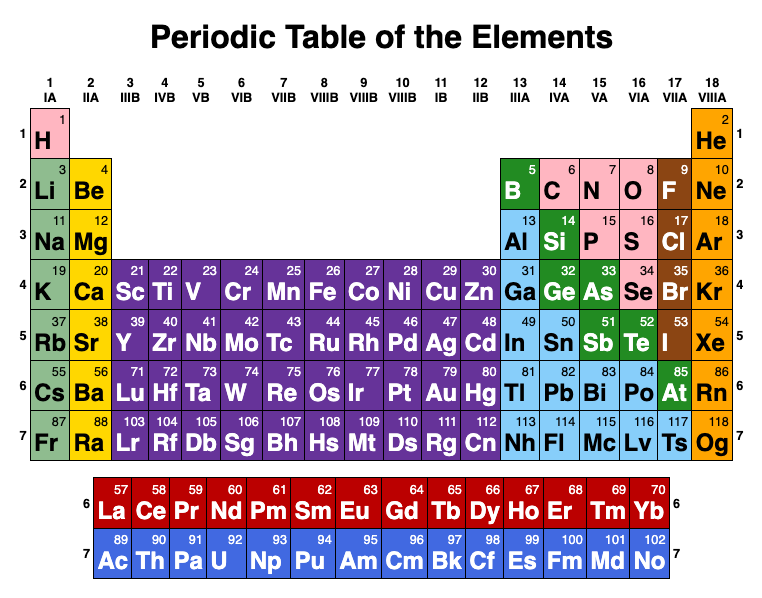 Periodic Table of the Elements
1 2 3 4 5 6 7 8 9 10 11 12 13 14 15 16 17 18
IA IIA IIIB IVB VB VIB VIIB VIIIB VIIIB VIIIB IB IIB IIIA IVA VA VIA VIIA VIIIA
1 2
1 H He 1
3 4 5 6 7 8 9 10
2 Li Be B C N O F Ne 2
11 12 13 14 15 16 17 18
3 Na Mg Al Si P S Cl Ar 3
19 20 21 22 23 24 25 26 27 28 29 30 31 32 33 34 35 36
4 K Ca Sc Ti V Cr Mn Fe Co Ni Cu Zn Ga Ge As Se Br Kr 4
37 38 39 40 41 42 43 44 45 46 47 48 49 50 51 52 53 54
5 Rb Sr Y Zr Nb Mo Tc Ru Rh Pd Ag Cd In Sn Sb Te I Xe 5
55 56 71 72 73 74 75 76 77 78 79 80 81 82 83 84 85 86
6 Cs Ba Lu Hf Ta W Re Os Ir Pt Au Hg Tl Pb Bi Po At Rn 6
87 88 103 104 105 106 107 108 109 110 111 112 113 114 115 116 117 118
7 Fr Ra Lr Rf Db Sg Bh Hs Mt Ds Rg Cn Nh Fl Mc Lv Ts Og 7
57 58 59 60 61 62 63 64 65 66 67 68 69 70
6 La Ce Pr Nd Pm Sm Eu Gd Tb Dy Ho Er Tm Yb 6
89 90 91 92 93 94 95 96 97 98 99 100 101 102
7 Ac Th Pa U Np Pu Am Cm Bk Cf Es Fm Md No 7